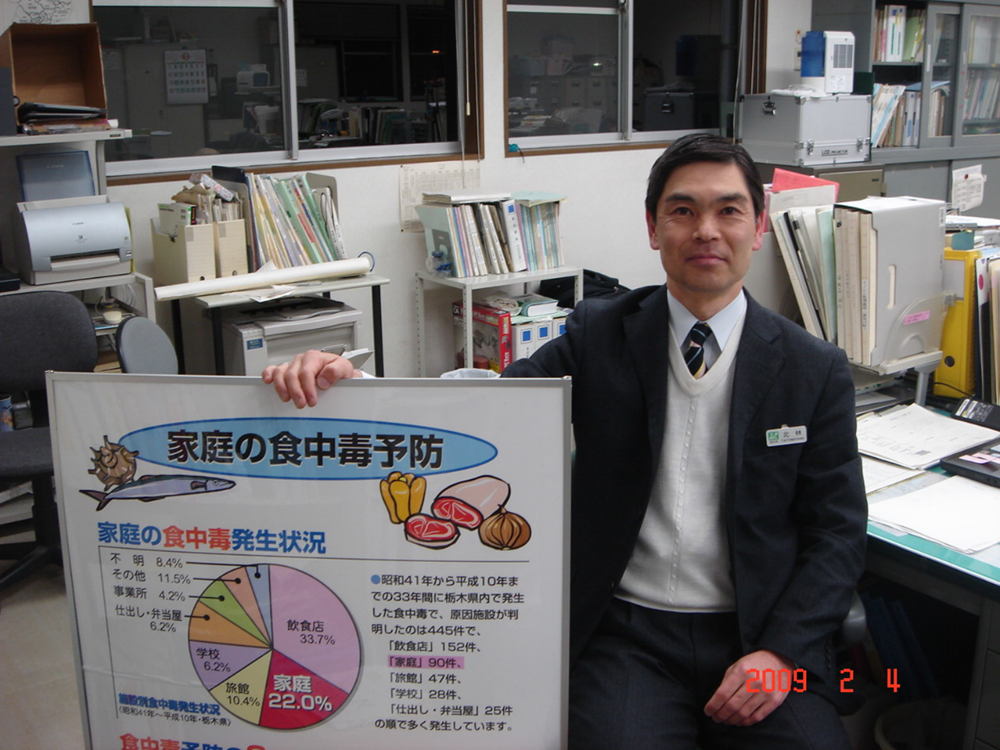 LCD PROJECTOR
家庭の食中毒予防
家庭の食中毒発生状況
不 明 8.4%
その他 11.5%
事業所 4.2%
仕出し・弁当屋
6.2%
学校
6.2%
旅館
10.4%
家庭
22.0%
飲食店
33.7%
施設別食中毒発生状況
(昭和41年~平成10年・栃木県)
●昭和41年から平成10年ま
での33年間に栃木県内で発生
した食中毒で、原因施設が判
明したのは445件で、
「飲食店」152件、
「家庭」90件、
「旅館」47件、
「学校」28件、
「仕出し・弁当屋」25件
の順で多く発生しています。
食中毒予防の
北 林
2009 2 4